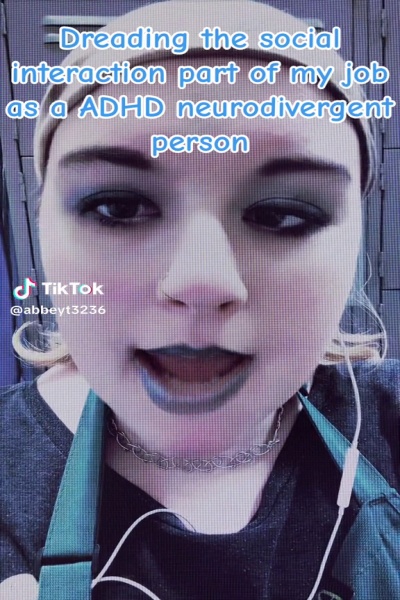 Dreading the social
interaction part of my job
as a ADHD neurodivergent
person
TikTok
@abbeyt3236